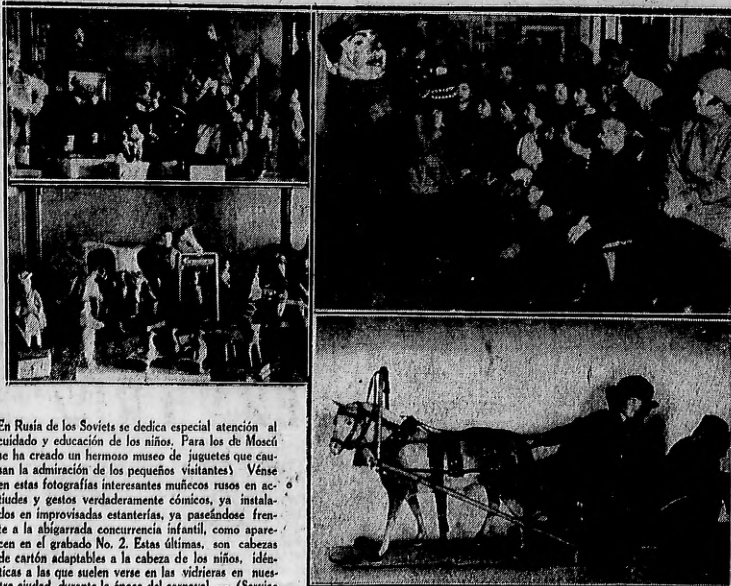 En Rusia de los Soviets se dedica especial atención al
cuidado y educación de los niños. Para los de Moscú
se ha creado un hermoso museo de juguetes que cau-
san la admiración de los pequeños visitantes) Vénse
en estas fotografías interesantes muñecos rusos en ac-
tiudes y gestos verdaderamente cómicos, ya instala-
dos en improvisadas estanterías, ya paseándose fren-
te a la abigarrada concurrencia infantil, como apare-
cen en el grabado No. 2. Estas últimas, son cabezas
de cartón adaptables a la cabeza de los niños, idén-
ticas a las que suelen verse en las vidrieras en nues-
tra ciudad, durante la época del carnaval. (Servico